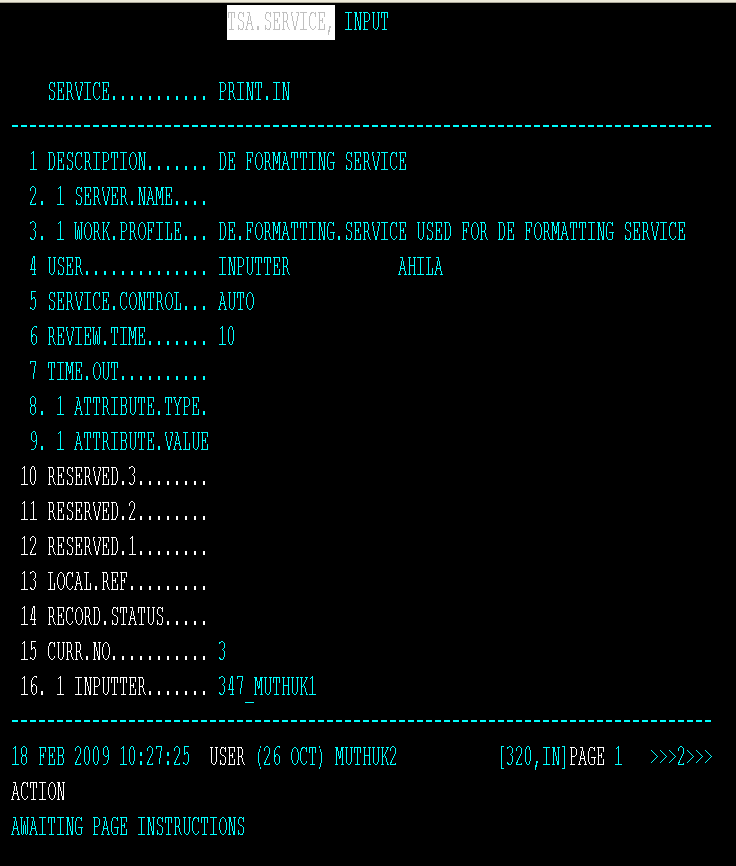 TSA.SERVICE, INPUT
SERVICE........... PRINT.IN
------------------------------------------------------------------------------
1 DESCRIPTION....... DE FORMATTING SERVICE
2. 1 SERVER.NAME....
3. 1 WORK.PROFILE... DE.FORMATTING.SERVICE USED FOR DE FORMATTING SERVICE
4 USER.............. INPUTTER AHILA
5 SERVICE.CONTROL... AUTO
6 REVIEW.TIME....... 10
7 TIME.OUT..........
8. 1 ATTRIBUTE.TYPE.
9. 1 ATTRIBUTE.VALUE
10 RESERVED.3........
11 RESERVED.2........
12 RESERVED.1........
13 LOCAL.REF.........
14 RECORD.STATUS.....
15 CURR.NO........... 3
16. 1 INPUTTER....... 347_MUTHUK1
------------------------------------------------------------------------------
18 FEB 2009 10:27:25 USER (26 OCT) MUTHUK2 [320,IN]PAGE 1 >>>2>>>
ACTION
AWAITING PAGE INSTRUCTIONS